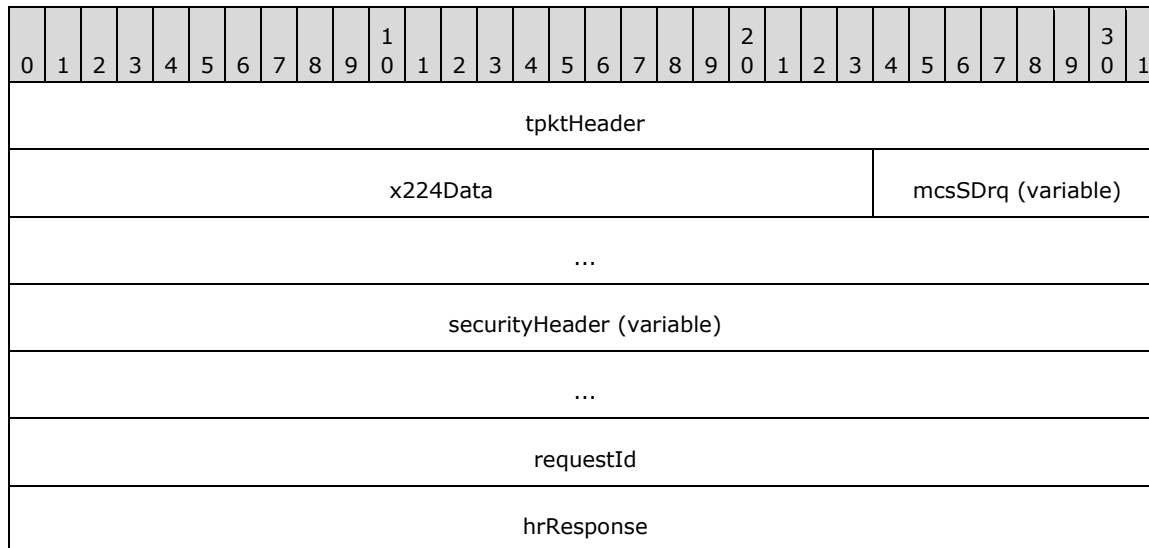 1 2 3
0 1 2 3 4 5 6 7 8 9 0 1 2 3 4 5 6 7 8 9 0 1 2 3 4 5 6 7 8 9 0 1
tpktHeader
x224Data mcsSDrq (variable)
...
securityHeader (variable)
...
requestId
hrResponse